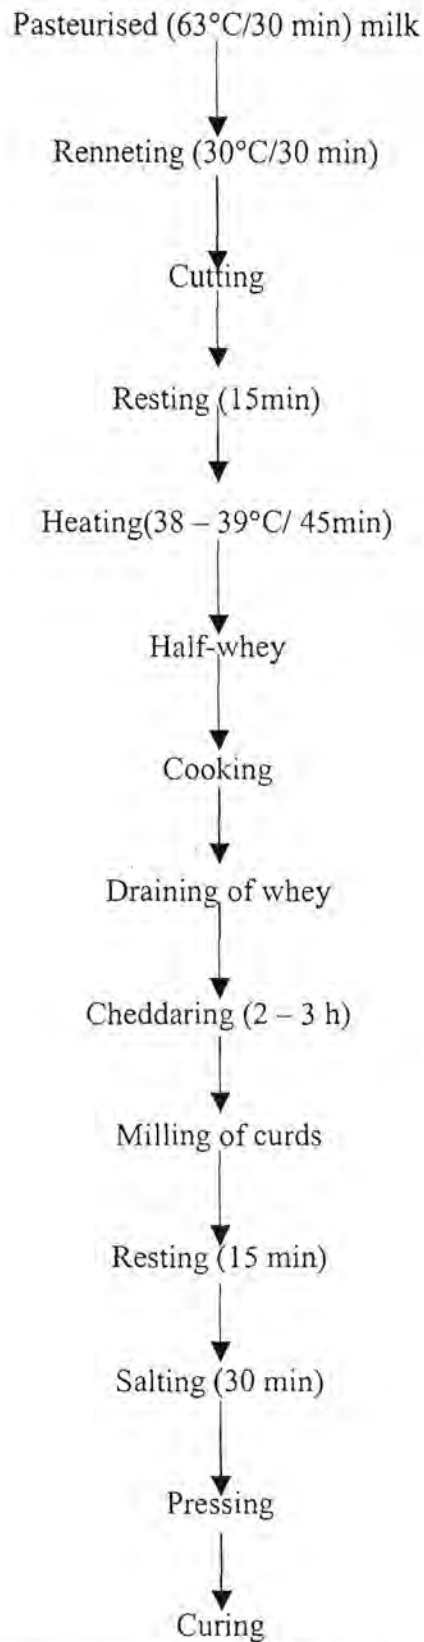 Pasteurised (63°C/30 min) milk
Renneting (30°C/30 min)
Cutting
Resting (15min)
Heating(38 – 39°C/ 45min)
Half-whey
Cooking
Draining of whey
Cheddaring (2 – 3 h)
Milling of curds
Resting (15 min)
Salting (30 min)
Pressing
Curing